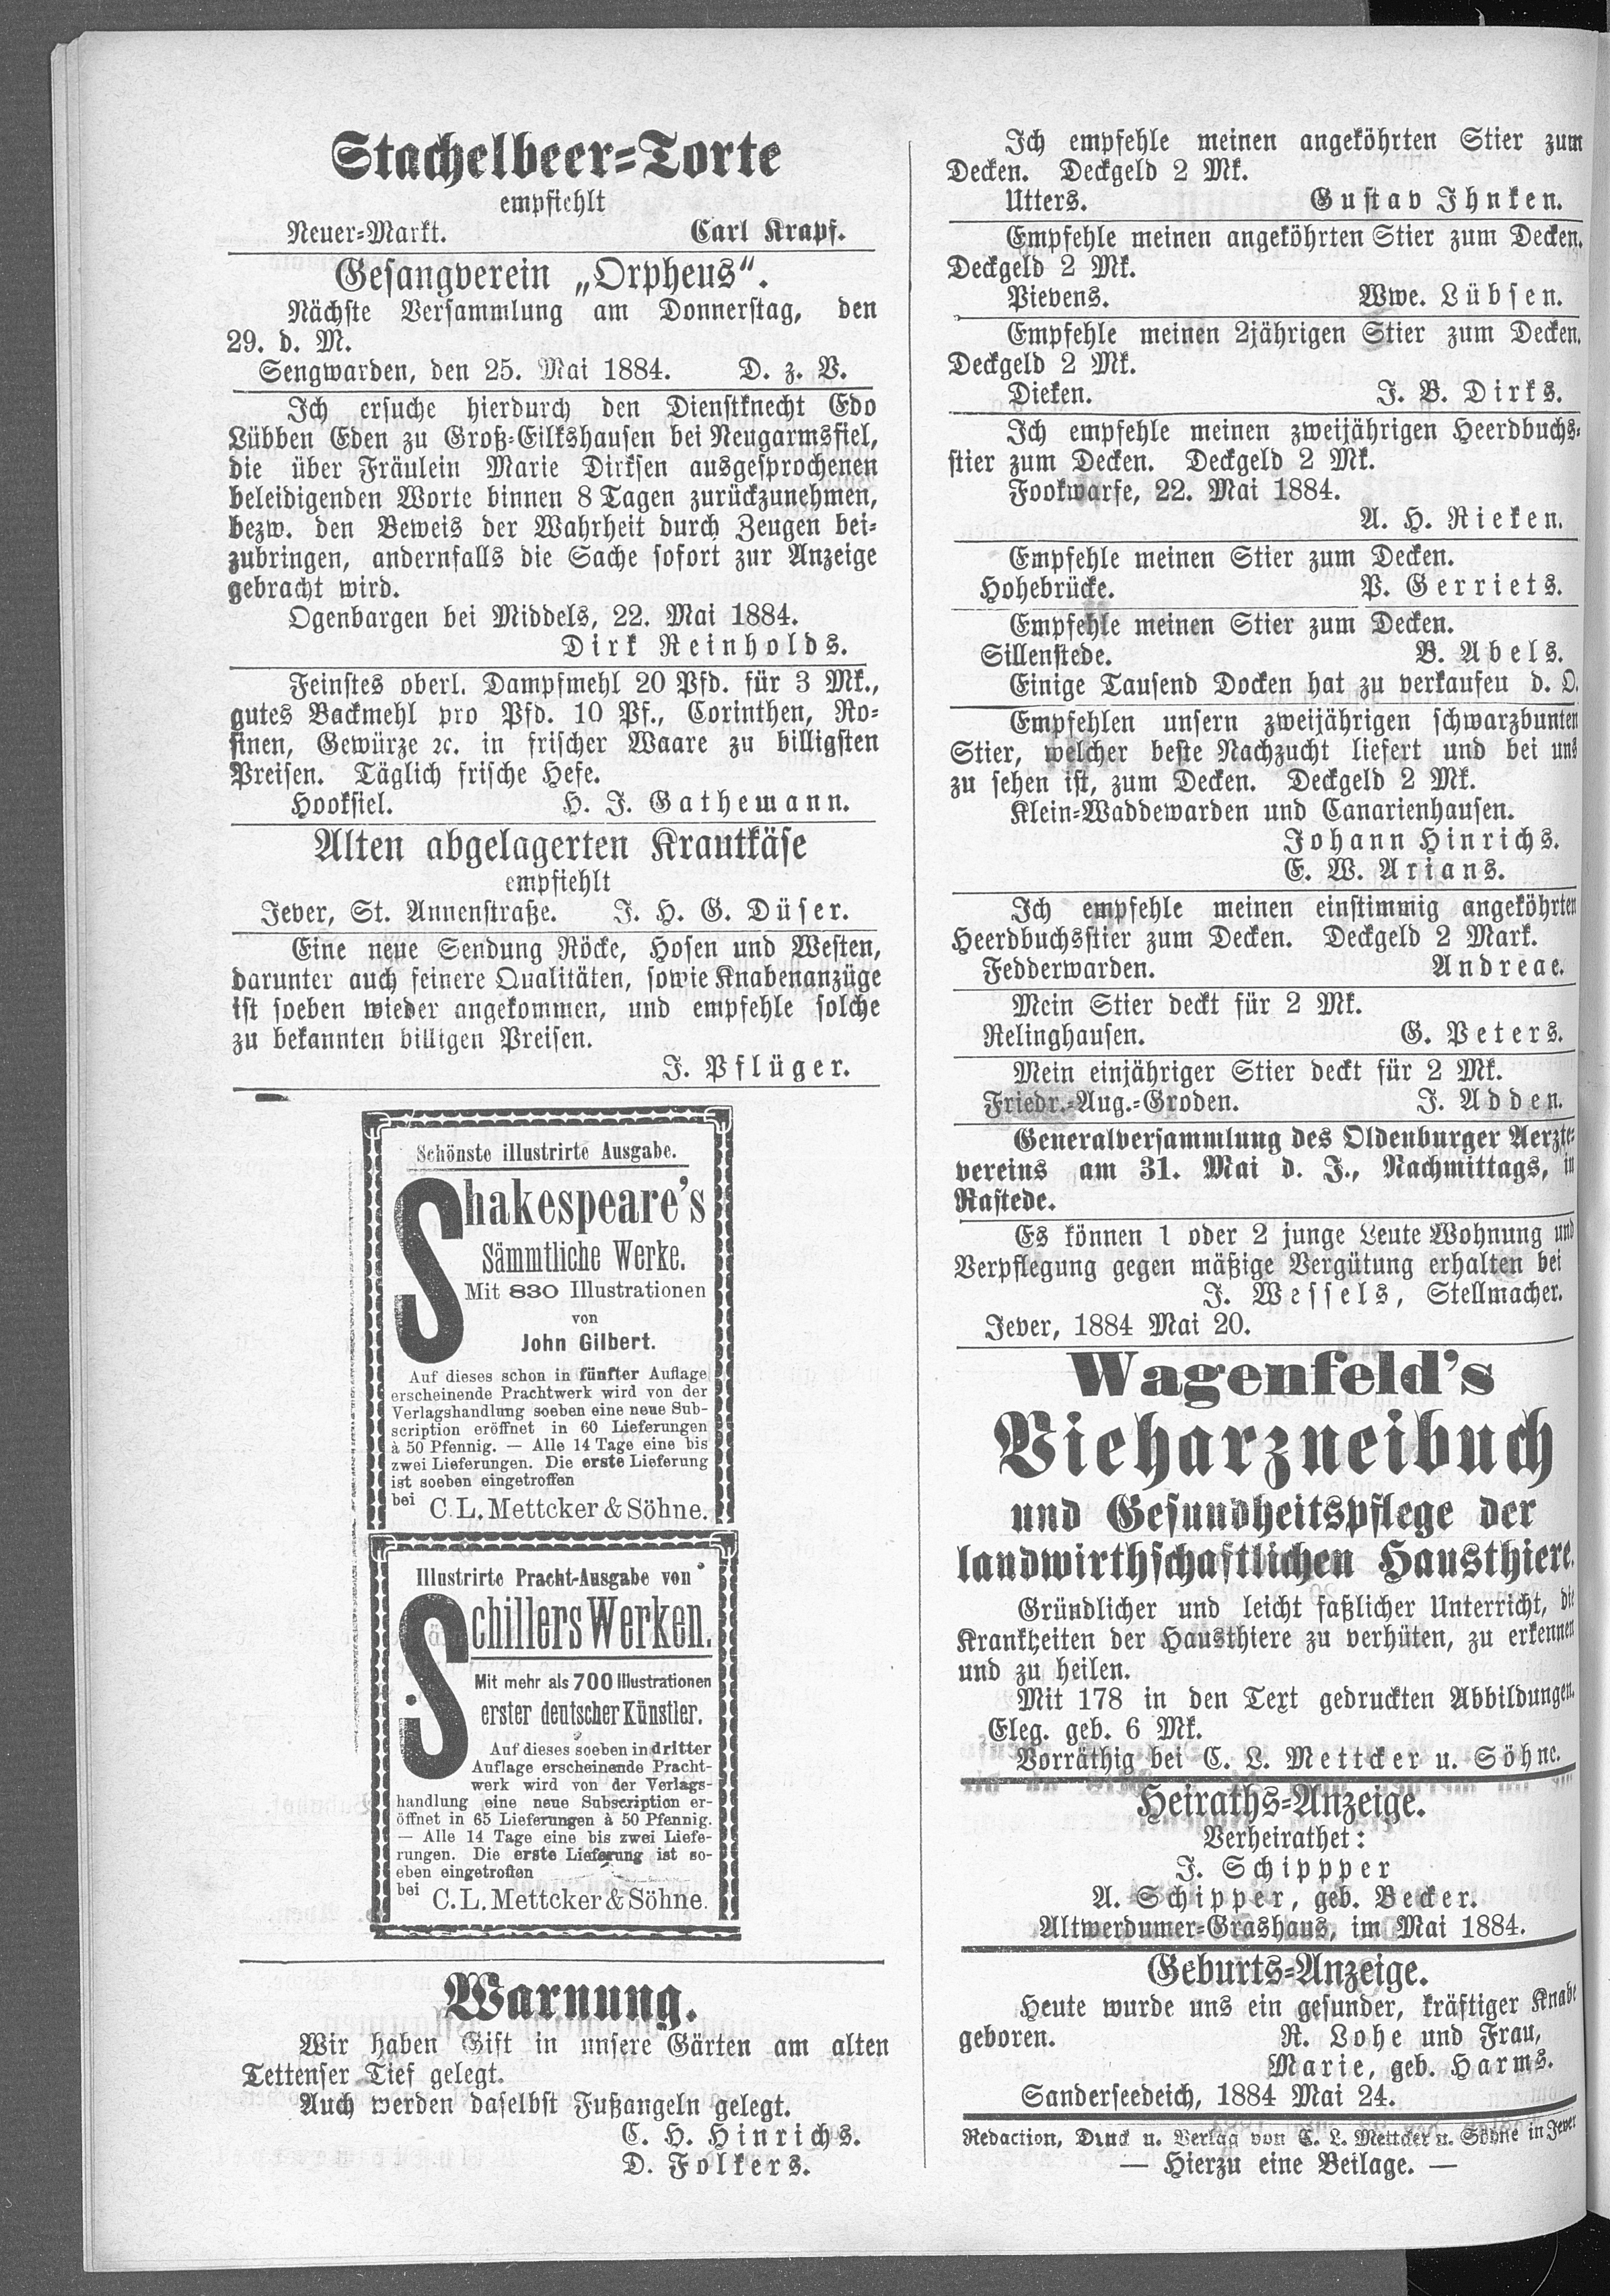 Stachelbeer=Torte
empfiehlt
Neuer=Markt. Carl Krapf.
Gesangverein „Orpheus“.
Nächste Versammlung am Donnerstag, den
29. d. M.
Sengwarden, den 25. Mai 1884. D. z. V.
Ich ersuche hierdurch den Dienstknecht Edo
Lübben Eden zu Groß=Eilkshausen bei Neugarmssiel,
die über Fräulein Marie Dirksen ausgesprochenen
beleidigenden Worte binnen 8 Tagen zurückzunehmen,
bezw. den Beweis der Wahrheit durch Zeugen bei=
zubringen, andernfalls die Sache sofort zur Anzeige
gebracht wird.
Ogenbargen bei Middels, 22. Mai 1884.
Dirk Reinholds.
Feinstes oberl. Dampfmehl 20 Pfd. für 3 Mk.,
gutes Backmehl pro Pfd. 10 Pf., Corinthen, Ro=
sinen, Gewürze ꝛc. in frischer Waare zu billigsten
Preisen. Täglich frische Hefe.
Hooksiel. H. J. Gathemann.
Alten abgelagerten Krautkäse
empfiehlt
Jever, St. Annenstraße. J. H. G. Düser.
Eine neue Sendung Röcke, Hosen und Westen,
darunter auch feinere Qualitäten, sowie Knabenanzüge
ist soeben wieder angekommen, und empfehle solche
zu bekannten billigen Preisen.
J. Pflüger.
Schönste illustrirte Ausgabe.
Shakespeare's
Sämmtliche Werke.
Mit 830 Illustrationen
von
John Gilbert.
Auf dieses schon in fünfter Auflage
erscheinende Prachtwerk wird von der
Verlagshandlung soeben eine neue Sub-
scription eröffnet in 60 Lieferungen
à 50 Pfennig. — Alle 14 Tage eine bis
zwei Lieferungen. Die erste Lieferung
ist soeben eingetroffen
bei C. L. Mettcker & Söhne.
Illustrirte Pracht-Ausgabe von
Schillers Werken.
Mit mehr als 700 Illustrationen
erster deutscher Künstler.
Auf dieses soeben in dritter
Auflage erscheinende Pracht-
werk wird von der Verlags-
handlung eine neue Subscription er-
öffnet in 65 Lieferungen à 50 Pfennig.
— Alle 14 Tage eine bis zwei Liefe-
rungen. Die erste Lieferung ist so-
eben eingetroffen
bei C. L. Mettcker & Söhne.
Warnung.
Wir haben Gift in unsere Gärten am alten
Tettenser Tief gelegt.
Auch werden daselbst Fußangeln gelegt.
C. H. Hinrichs.
D. Folkers.
Ich empfehle meinen angeköhrten Stier zum
Decken. Deckgeld 2 Mk.
Utters. Gustav Ihnken.
Empfehle meinen angeköhrten Stier zum Decken.
Deckgeld 2 Mk.
Pievens. Wwe. Lübsen.
Empfehle meinen 2jährigen Stier zum Decken.
Deckgeld 2 Mk.
Dieken. J. B. Dirks.
Ich empfehle meinen zweijährigen Heerdbuchs=
stier zum Decken. Deckgeld 2 Mk.
Fookwarfe, 22. Mai 1884.
A. H. Rieken.
Empfehle meinen Stier zum Decken.
Hohebrücke. P. Gerriets.
Empfehle meinen Stier zum Decken.
Sillenstede. B. Abels.
Einige Tausend Docken hat zu verkaufen d. O.
Empfehlen unsern zweijährigen schwarzbunten
Stier, welcher beste Nachzucht liefert und bei uns
zu sehen ist, zum Decken. Deckgeld 2 Mk.
Klein=Waddewarden und Canarienhausen.
Johann Hinrichs.
E. W. Arians.
Ich empfehle meinen einstimmig angeköhrten
Heerdbuchsstier zum Decken. Deckgeld 2 Mark.
Fedderwarden. Andreae.
Mein Stier deckt für 2 Mk.
Relinghausen. G. Peters.
Mein einjähriger Stier deckt für 2 Mk.
Friedr.=Aug.=Groden. J. Adden.
Generalversammlung des Oldenburger Aerzte=
vereins am 31. Mai d. J., Nachmittags, in
Rastede.
Es können 1 oder 2 junge Leute Wohnung und
Verpflegung gegen mäßige Vergütung erhalten bei
J. Wessels, Stellmacher.
Jever, 1884 Mai 20.
Wagenfeld's
Vieharzneibuch
und Gesundheitspflege der
landwirthschaftlichen Hausthiere.
Gründlicher und leicht faßlicher Unterricht, die
Krankheiten der Hausthiere zu verhüten, zu erkennen
und zu heilen.
Mit 178 in den Text gedruckten Abbildungen.
Eleg. geb. 6 Mk.
Vorräthig bei C. L. Mettcker u. Söhne.
Heiraths=Anzeige.
Verheirathet:
J. Schippper
A. Schipper, geb. Becker.
Altwerdumer=Grashaus, im Mai 1884.
Geburts=Anzeige.
Heute wurde uns ein gesunder, kräftiger Knabe
geboren. R. Lohe und Frau,
Marie, geb. Harms.
Sanderseedeich, 1884 Mai 24.
Redaction, Druck u. Verlag von C. L. Mettcker u. Söhne in Jever
— Hierzu eine Beilage. —